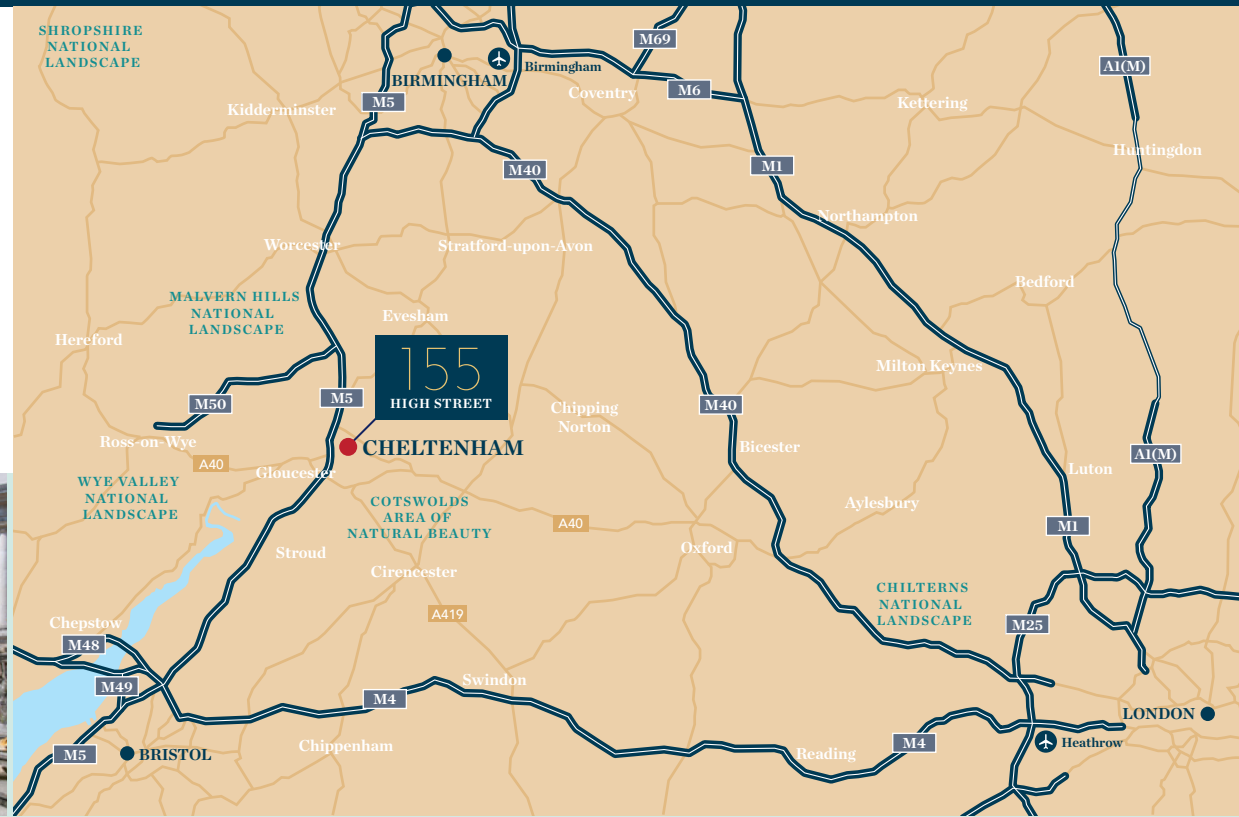 SHROPSHIRE
NATIONAL
LANDSCAPE
M69
A1(M)
BIRMINGHAM
Birmingham
Coventry
M6
Kidderminster
M5
Kettering
Huntingdon
M40
M1
Northampton
Worcester
Stratford-upon-Avon
Bedford
MALVERN HILLS
NATIONAL
LANDSCAPE
Evesham
Hereford
155
HIGH STREET
Milton Keynes
M50
M5
Chipping
Norton
M40
Ross-on-Wye
CHELTENHAM
Bicester
A1(M)
A40
Gloucester
Luton
WYE VALLEY
NATIONAL
LANDSCAPE
COTSWOLDS
AREA OF
NATURAL BEAUTY
A40
Aylesbury
M1
Stroud
Oxford
Cirencester
CHILTERNS
NATIONAL
LANDSCAPE
A419
Chepstow
M25
M48
M49
Swindon
M4
LONDON
M5
BRISTOL
Chippenham
Reading
M4
Heathrow